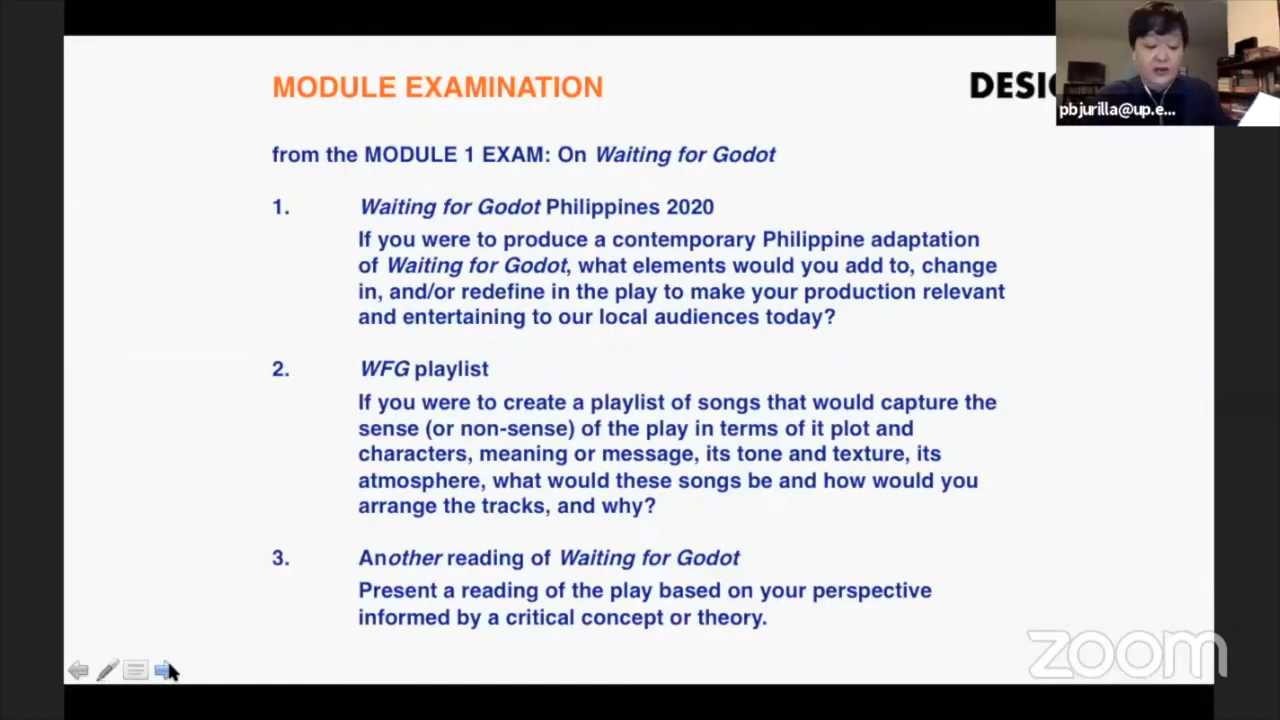 MODULE EXAMINATION
DESIG
pbjurilla@up.e...
from the MODULE 1 EXAM: On Waiting for Godot
1. Waiting for Godot Philippines 2020
If you were to produce a contemporary Philippine adaptation
of Waiting for Godot, what elements would you add to, change
in, and/or redefine in the play to make your production relevant
and entertaining to our local audiences today?
2. WFG playlist
If you were to create a playlist of songs that would capture the
sense (or non-sense) of the play in terms of it plot and
characters, meaning or message, its tone and texture, its
atmosphere, what would these songs be and how would you
arrange the tracks, and why?
3. Another reading of Waiting for Godot
Present a reading of the play based on your perspective
informed by a critical concept or theory.
zoom